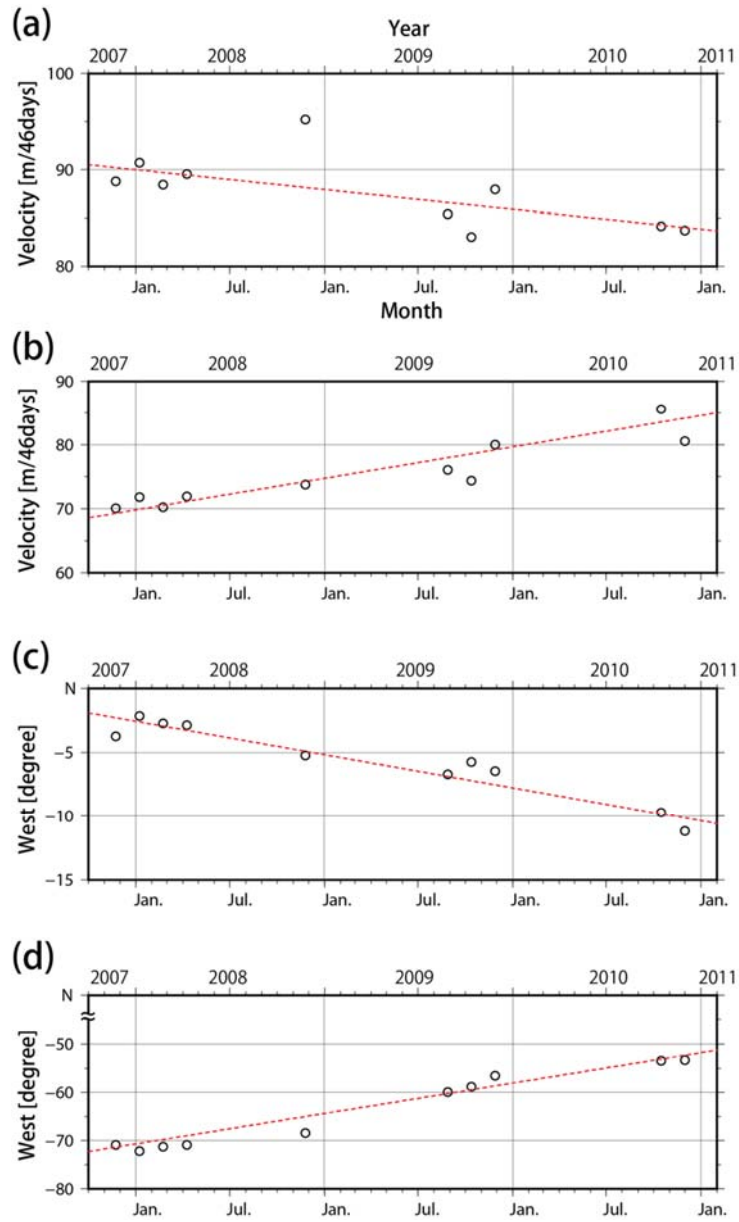 (a)
Year
2007 2008 2009 2010 2011
100
90
80
Velocity [m/46days]
Jan. Jul. Jan. Jul. Jan. Jul. Jan.
Month
(b)
2007 2008 2009 2010 2011
90
80
70
60
Velocity [m/46days]
Jan. Jul. Jan. Jul. Jan. Jul. Jan.
(c)
2007 2008 2009 2010 2011
N
−5
−10
−15
West [degree]
Jan. Jul. Jan. Jul. Jan. Jul. Jan.
(d)
2007 2008 2009 2010 2011
N
≈
−50
−60
−70
−80
West [degree]
Jan. Jul. Jan. Jul. Jan. Jul. Jan.